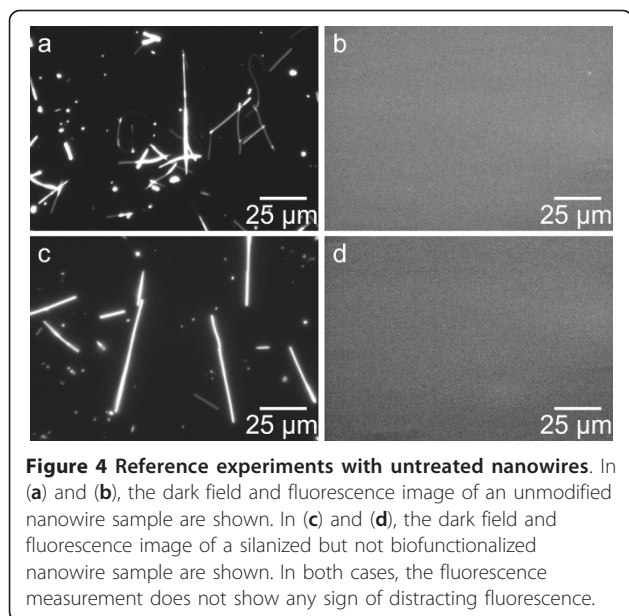 a
b
25 µm
25 µm
c
d
25 µm
25 µm
Figure 4 Reference experiments with untreated nanowires. In
(a) and (b), the dark field and fluorescence image of an unmodified
nanowire sample are shown. In (c) and (d), the dark field and
fluorescence image of a silanized but not biofunctionalized
nanowire sample are shown. In both cases, the fluorescence
measurement does not show any sign of distracting fluorescence.